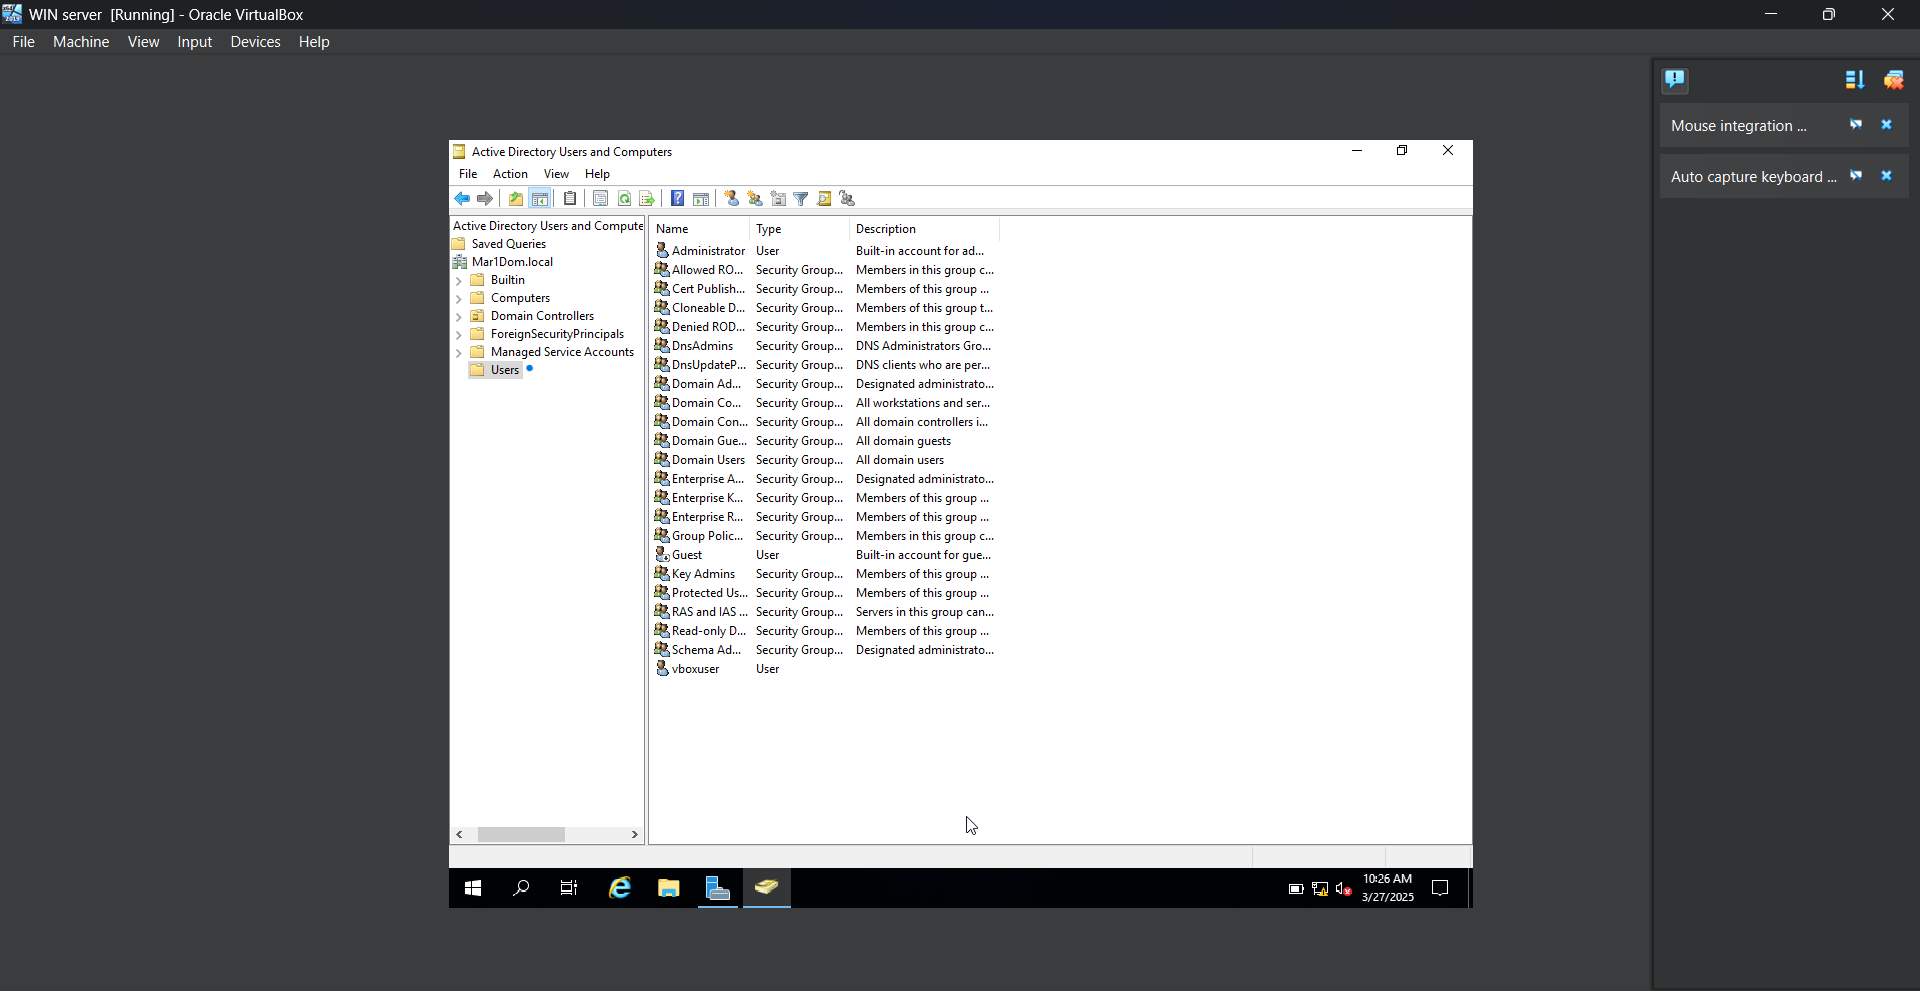 WIN server [Running] - Oracle VirtualBox
File Machine View Input Devices Help
Mouse integration ...
Auto capture keyboard ...
Active Directory Users and Computers
File Action View Help
Active Directory Users and Compute
Saved Queries
Mar1Dom.local
Builtin
Computers
Domain Controllers
ForeignSecurityPrincipals
Managed Service Accounts
Users
Name Type Description
Administrator User Built-in account for ad...
Allowed RO... Security Group... Members in this group c...
Cert Publish... Security Group... Members of this group ...
Cloneable D... Security Group... Members of this group t...
Denied ROD... Security Group... Members in this group c...
DnsAdmins Security Group... DNS Administrators Gro...
DnsUpdateP... Security Group... DNS clients who are per...
Domain Ad... Security Group... Designated administrato...
Domain Co... Security Group... All workstations and ser...
Domain Con... Security Group... All domain controllers i...
Domain Gue... Security Group... All domain guests
Domain Users Security Group... All domain users
Enterprise A... Security Group... Designated administrato...
Enterprise K... Security Group... Members of this group ...
Enterprise R... Security Group... Members of this group ...
Group Polic... Security Group... Members in this group c...
Guest User Built-in account for gue...
Key Admins Security Group... Members of this group ...
Protected Us... Security Group... Members of this group ...
RAS and IAS ... Security Group... Servers in this group can...
Read-only D... Security Group... Members of this group ...
Schema Ad... Security Group... Designated administrato...
vboxuser User
10:26 AM
3/27/2025